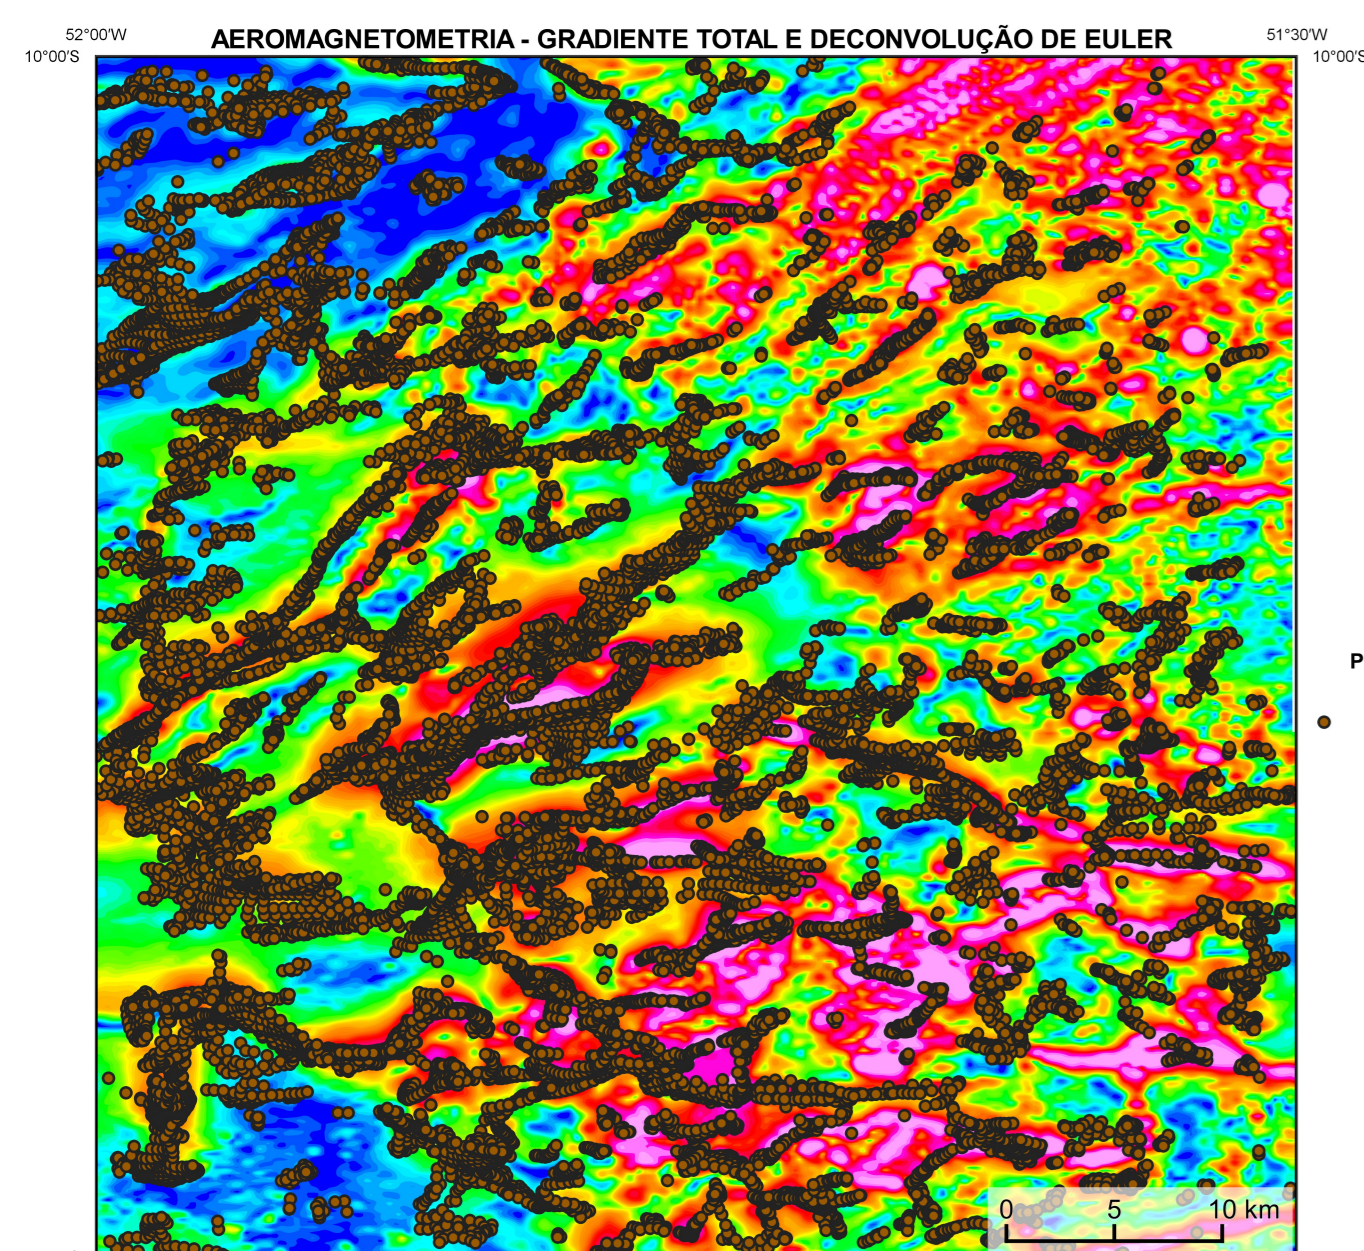 52°00'W
51°30'W
AEROMAGNETOMETRIA - GRADIENTE TOTAL E DECONVOLUÇÃO DE EULER
10°00'S
10°00'S
P
0 5 10 km